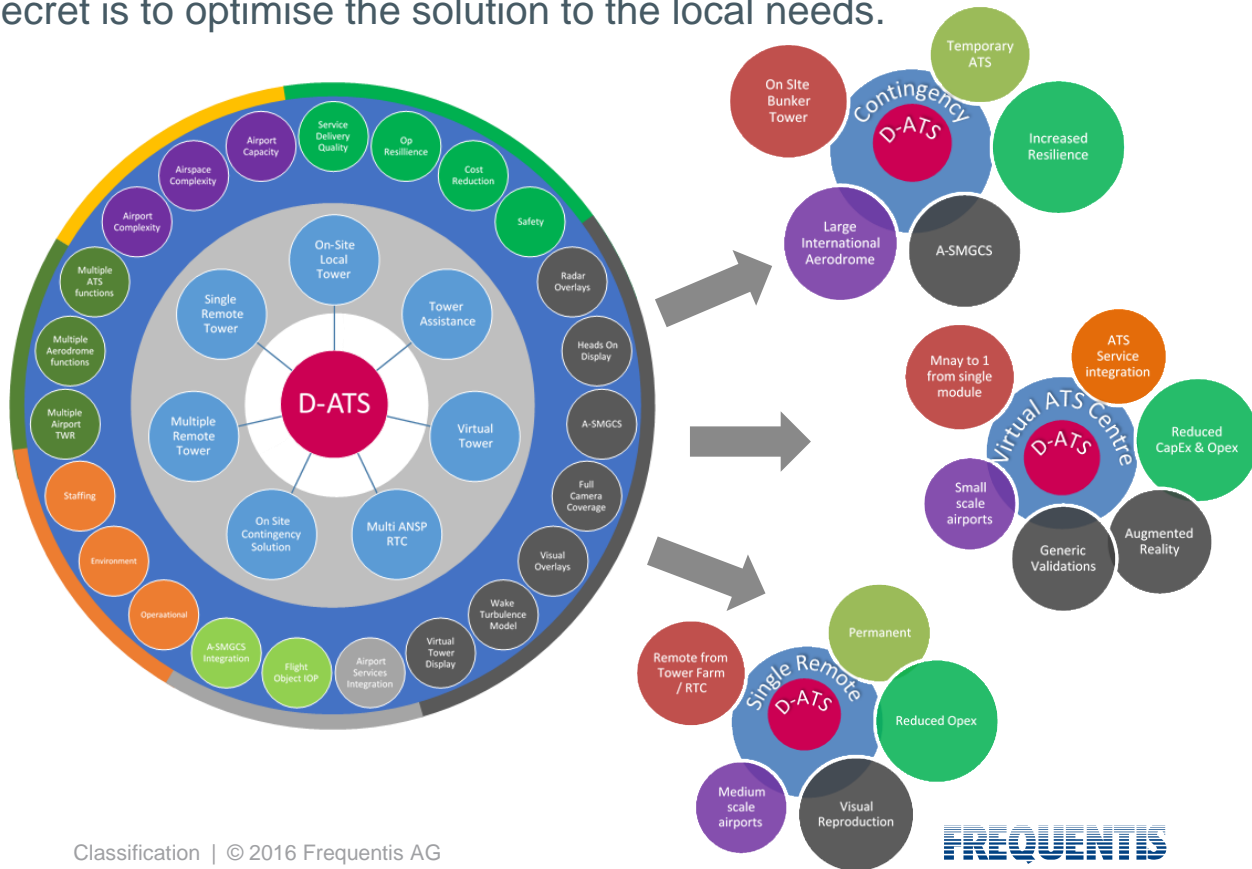 ecret is to optimise the solution to the local needs.
Service
Delivery
Quality
Op
Resillience
Cost
Reduction
Safety
Radar
Overlays
Heads On
Display
A-SMGCS
Full
Camera
Coverage
Visual
Overlays
Wake
Turbulence
Model
Virtual
Tower
Display
Airport
Services
Integration
Flight
Object IOP
A-SMGCS
Integration
Operaational
Environment
Staffing
Multiple
Airport
TWR
Multiple
Aerodrome
functions
Multiple
ATS
functions
Airport
Complexity
Airspace
Complexity
Airport
Capacity
On-Site
Local
Tower
Tower
Assistance
Virtual
Tower
Multi ANSP
RTC
On Site
Contingency
Solution
Multiple
Remote
Tower
Single
Remote
Tower
D-ATS
Temporary
ATS
On SIte
Bunker
Tower
Contingency
D-ATS
Increased
Resilience
Large
International
Aerodrome
A-SMGCS
ATS
Service
integration
Mnay to 1
from single
module
Virtual ATS Centre
D-ATS
Reduced
CapEx & Opex
Small
scale
airports
Generic
Validations
Augmented
Reality
Permanent
Remote from
Tower Farm
/ RTC
Single Remote
D-ATS
Reduced Opex
Medium
scale
airports
Visual
Reproduction
Classification | © 2016 Frequentis AG
FREQUENTIS